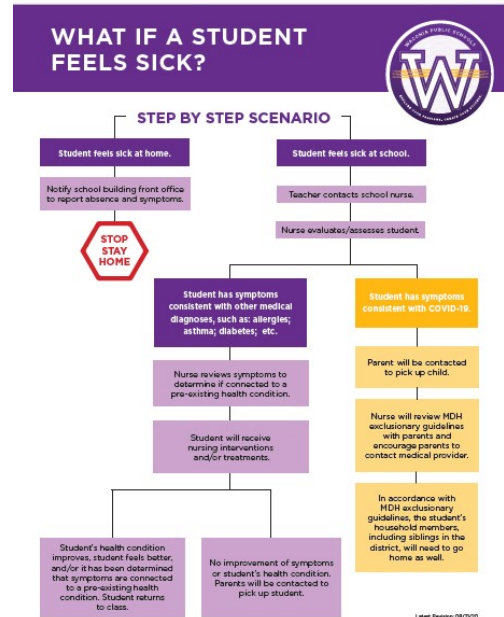 WHAT IF A STUDENT
FEELS SICK?
WACONIA PUBLIC SCHOOLS
W
STEP BY STEP SCENARIO
Student feels sick at home.
Notify school building front office
to report absence and symptoms.
STOP
STAY
HOME
Student feels sick at school.
Teacher contacts school nurse.
Nurse evaluates/assesses student.
Student has symptoms
consistent with other medical
diagnoses, such as: allergies;
asthma; diabetes; etc.
Nurse reviews symptoms to
determine if connected to a
pre-existing health condition.
Student will receive
nursing interventions
and/or treatments.
Student's health condition
improves, student feels better,
and/or it has been determined
that symptoms are connected
to a pre-existing health
condition. Student returns
to class.
No improvement of symptoms
or student's health condition.
Parents will be contacted to
pick up student.
Student has symptoms
consistent with COVID-19.
Parent will be contacted
to pick up child.
Nurse will review MDH
exclusionary guidelines
with parents and
encourage parents to
contact medical provider.
In accordance with
MDH exclusionary
guidelines, the student's
household members,
including siblings in the
district, will need to go
home as well.
Latest Revision: